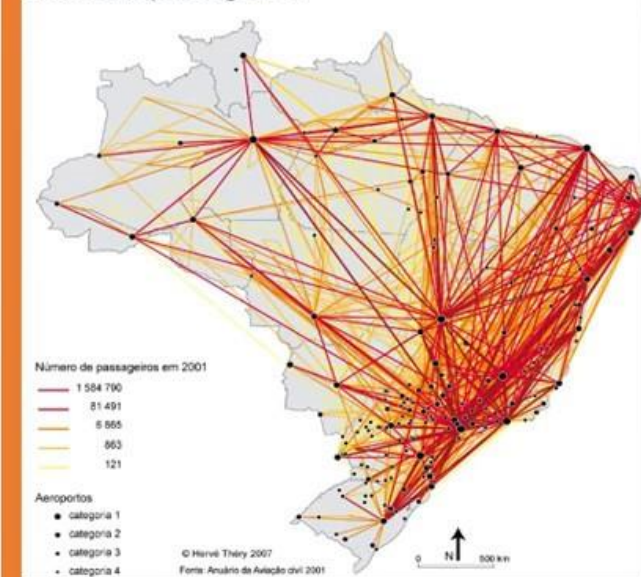 Número de passageiros em 2001
1 584 790
81 491
6 665
863
121
Aeroportos
categoria 1
categoria 2
categoria 3
categoria 4
© Hervé Théry 2007
Fonte: Anuário da Aviação civil 2001
N
0 500 km